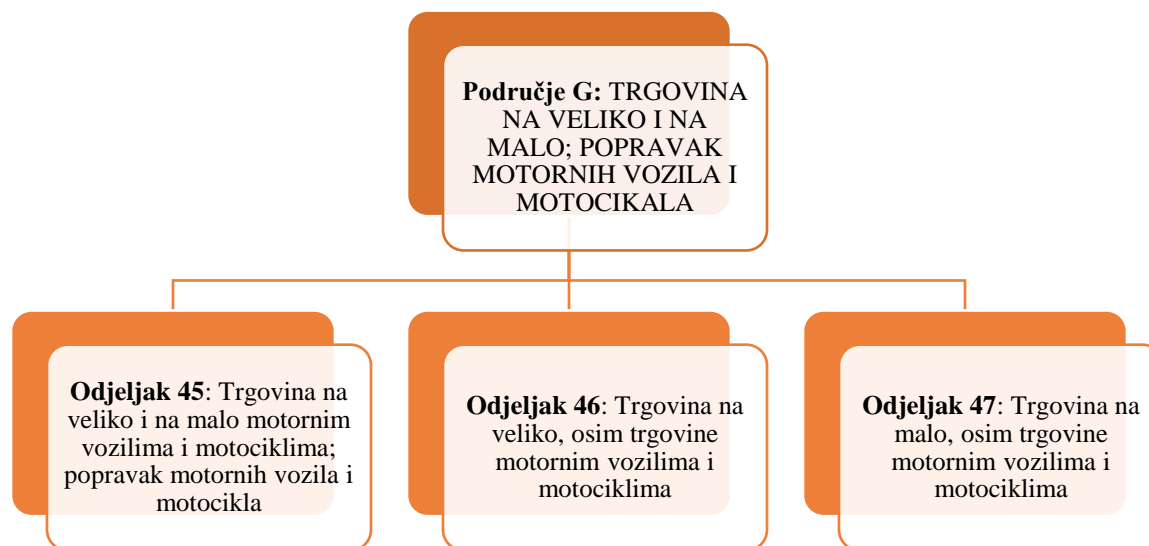 Područje G: TRGOVINA
NA VELIKO I NA
MALO; POPRAVAK
MOTORNIH VOZILA I
MOTOCIKALA
Odjeljak 45: Trgovina na
veliko i na malo motornim
vozilima i motociklima;
popravak motornih vozila i
motocikla
Odjeljak 46: Trgovina na
veliko, osim trgovine
motornim vozilima i
motociklima
Odjeljak 47: Trgovina na
malo, osim trgovine
motornim vozilima i
motociklima